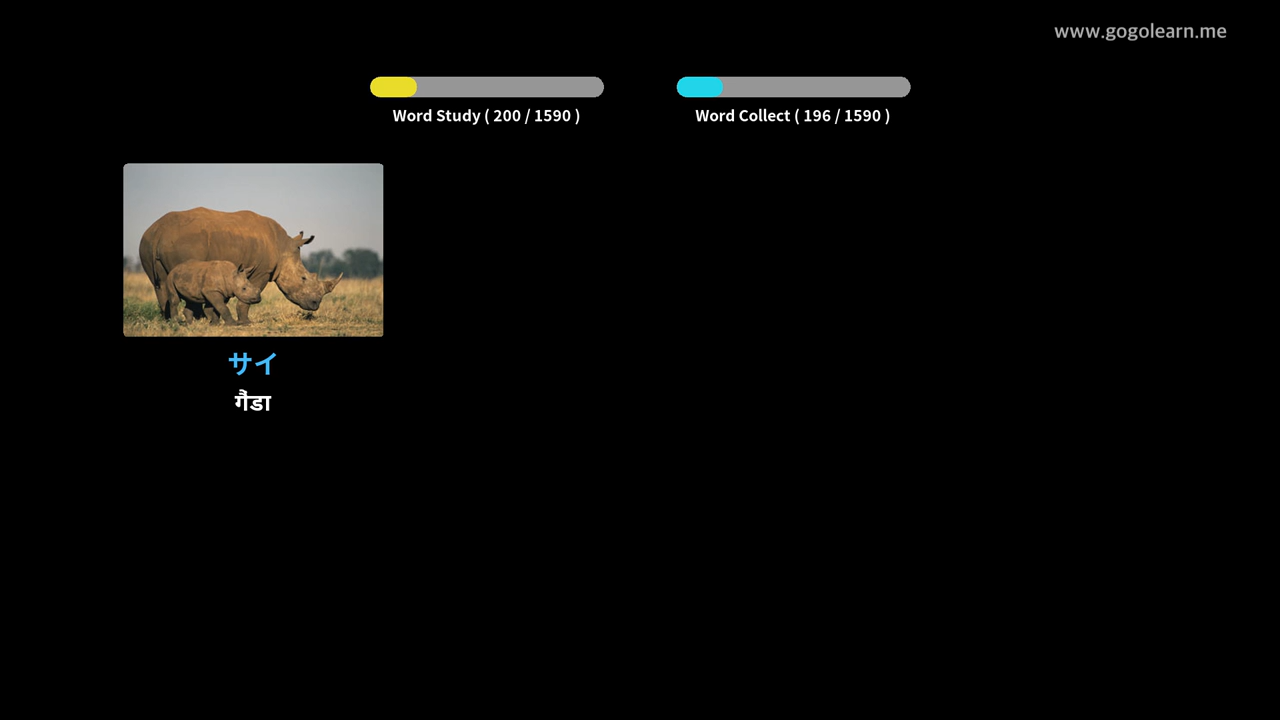 www.gogolearn.me
Word Study ( 200 / 1590 )
Word Collect ( 196 / 1590 )
サイ
गैंडा